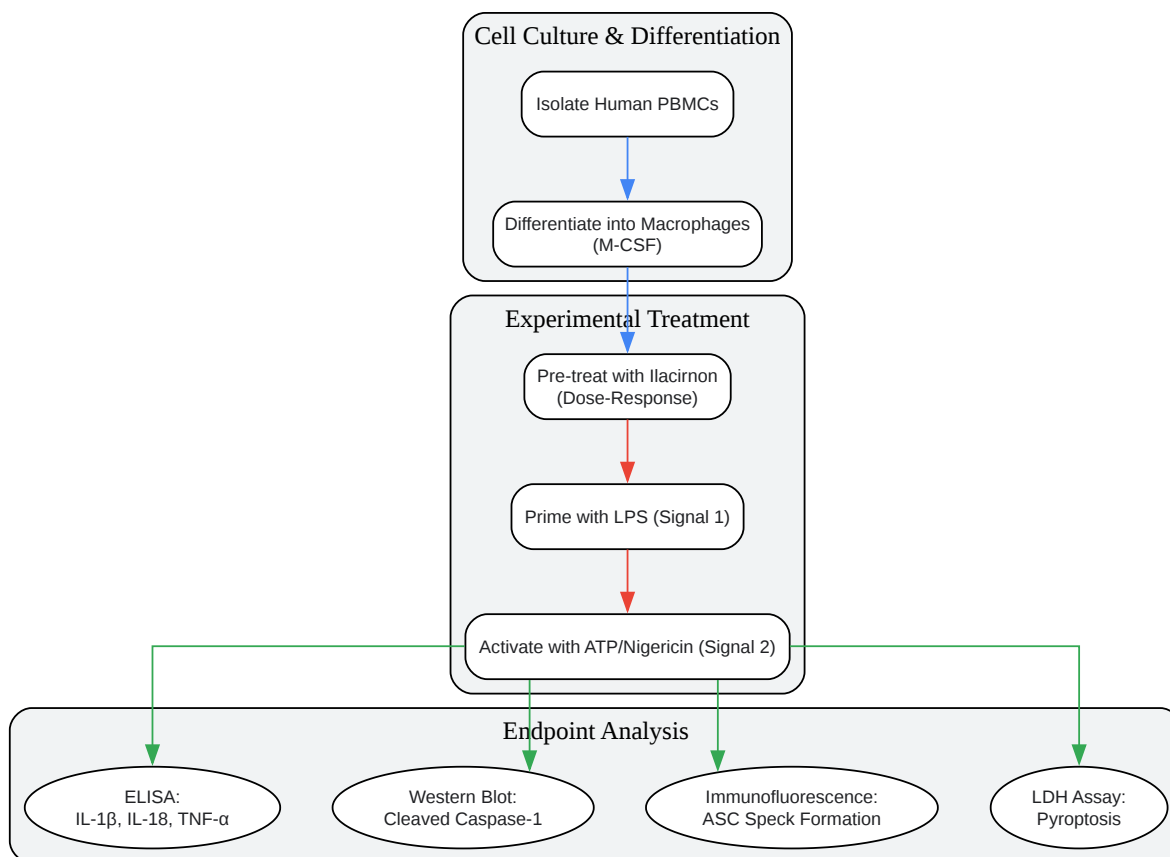 Cell Culture & Differentiation
Isolate Human PBMCs
Differentiate into Macrophages
(M-CSF)
Experimental Treatment
Pre-treat with Ilacirnon
(Dose-Response)
Prime with LPS (Signal 1)
Activate with ATP/Nigericin (Signal 2)
Endpoint Analysis
ELISA:
IL-1β, IL-18, TNF-α
Western Blot:
Cleaved Caspase-1
Immunofluorescence:
ASC Speck Formation
LDH Assay:
Pyroptosis